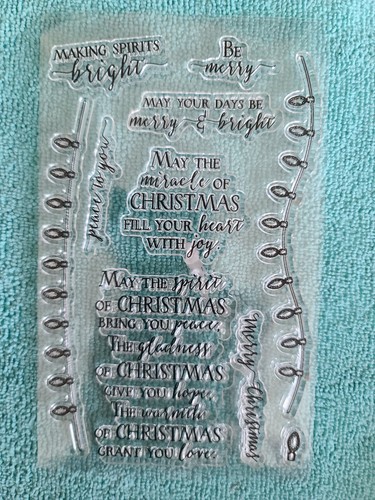 MAKING SPIRITS
bright
BE
merry
MAY YOUR DAYS BE
merry & bright
peace to you
MAY THE
miracle OF
CHRISTMAS
FILL YOUR heart
WITH joy.
MAY THE spirit
OF CHRISTMAS
BRING YOU peace,
THE gladness
OF CHRISTMAS
GIVE YOU hope,
THE warmth
OF CHRISTMAS
GRANT YOU love.
merry Christmas